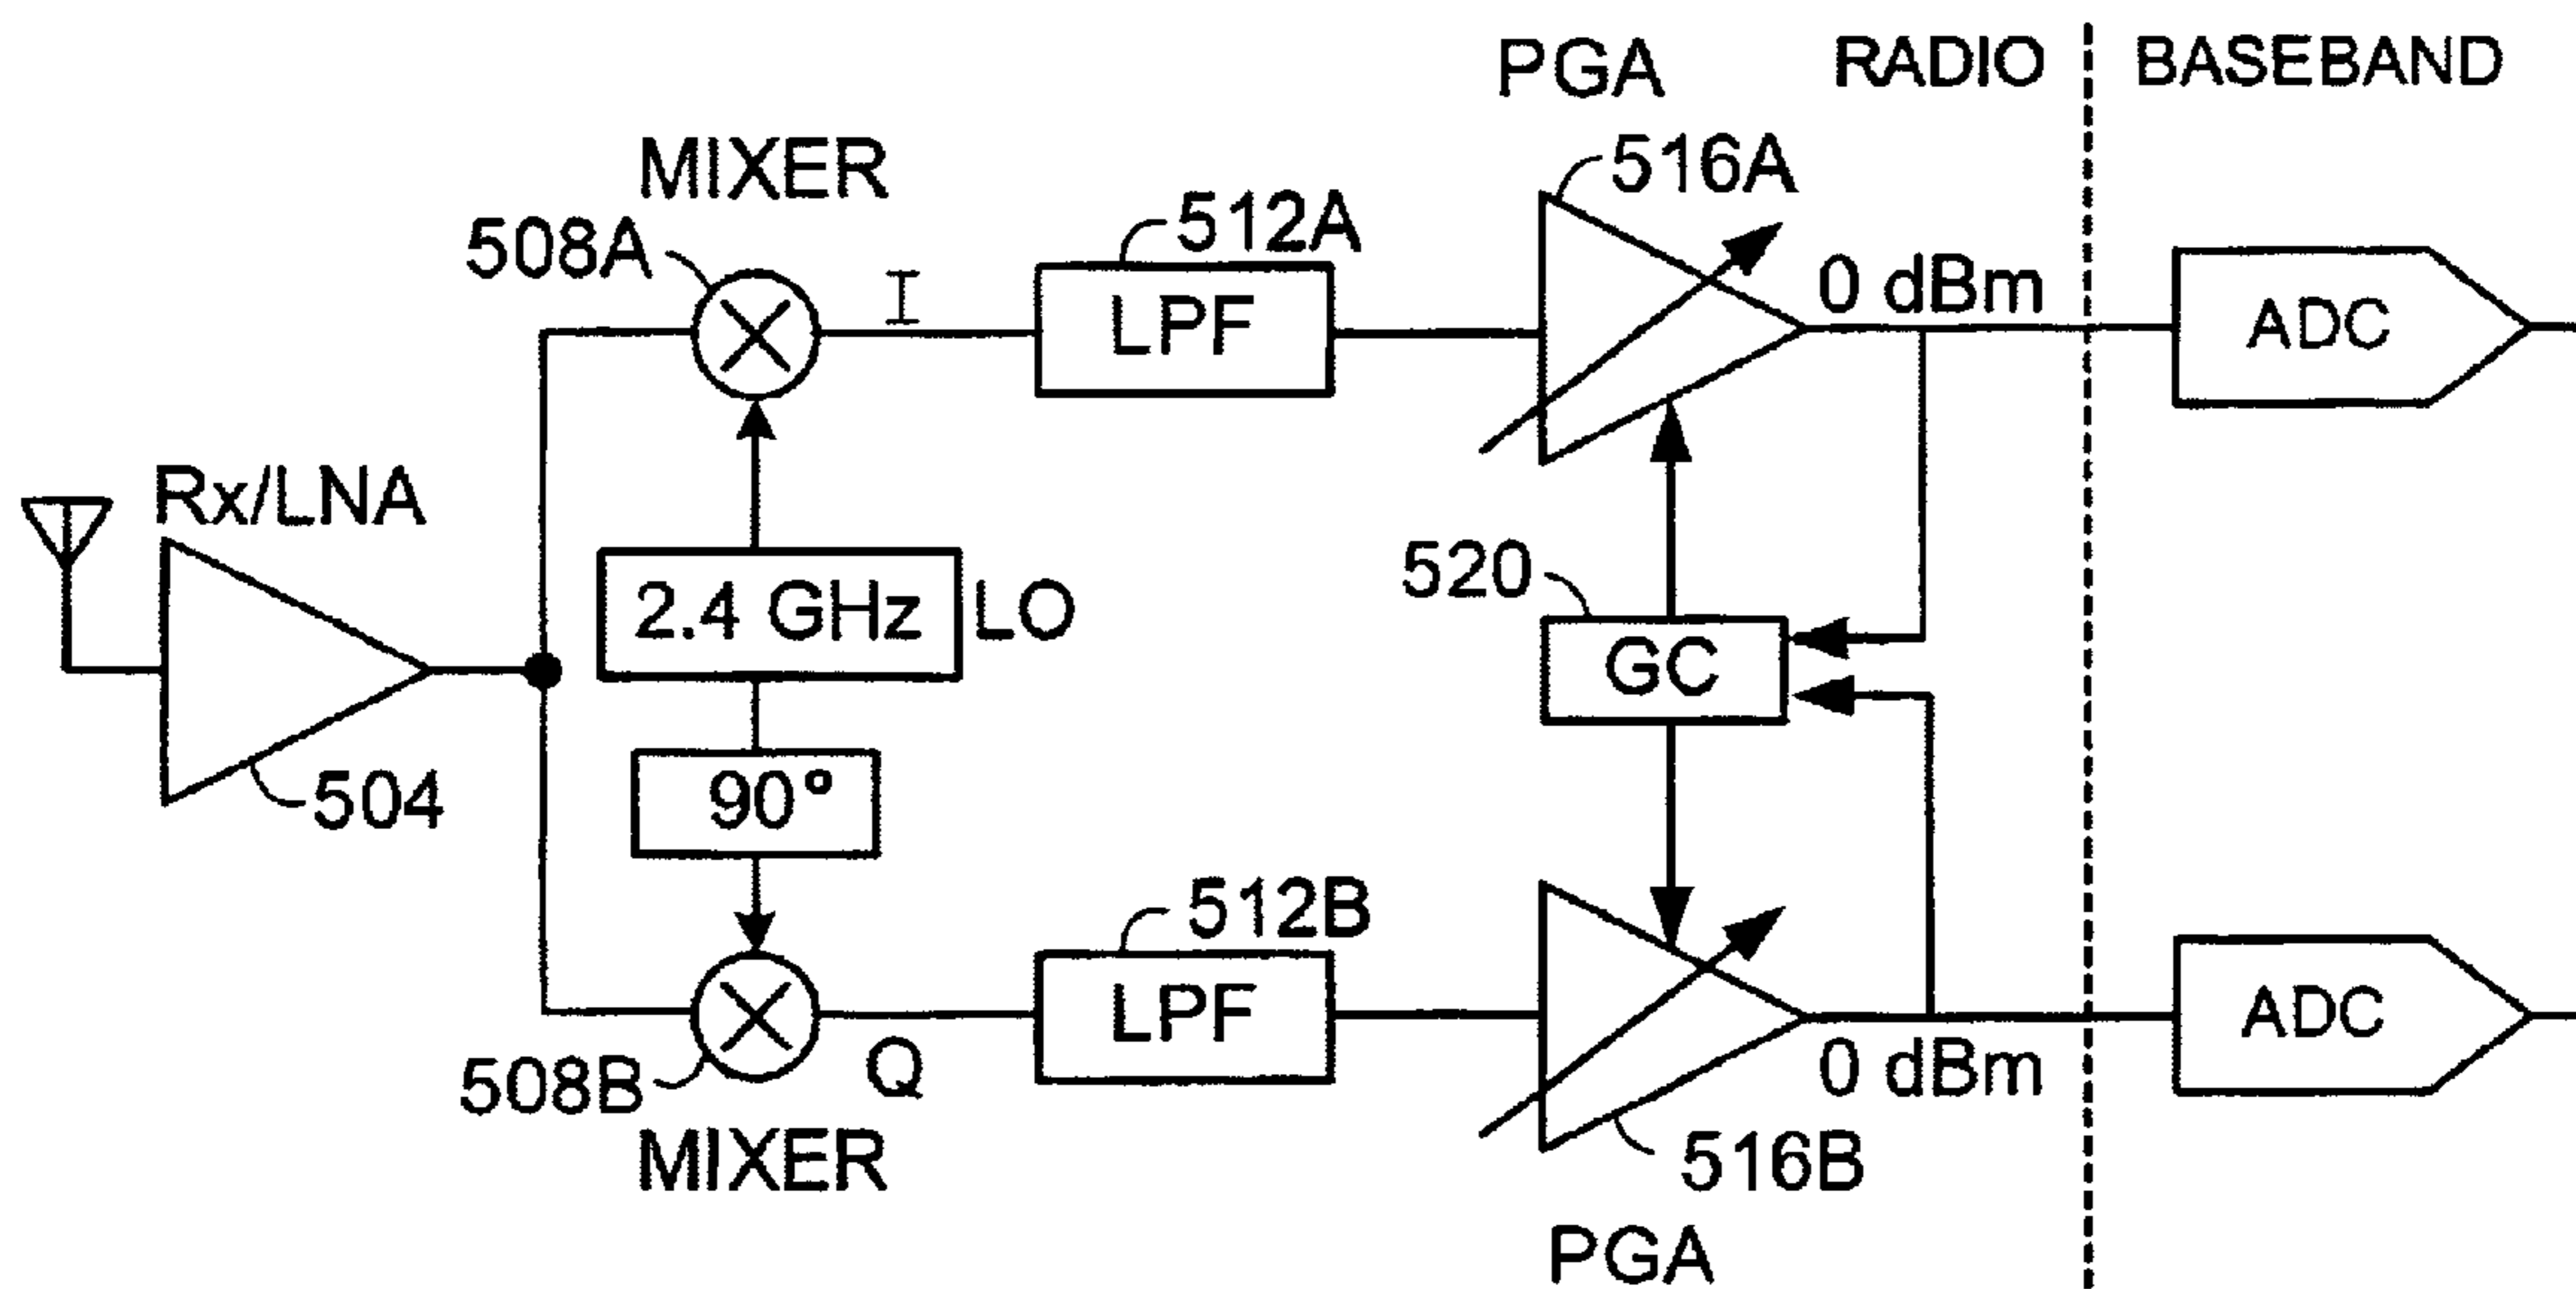 PGA
RADIO
BASEBAND
MIXER
516A
508A
I
512A
LPF
0 dBm
ADC
Rx/LNA
2.4 GHz
LO
520
GC
504
90°
512B
LPF
ADC
508B
Q
0 dBm
MIXER
516B
PGA